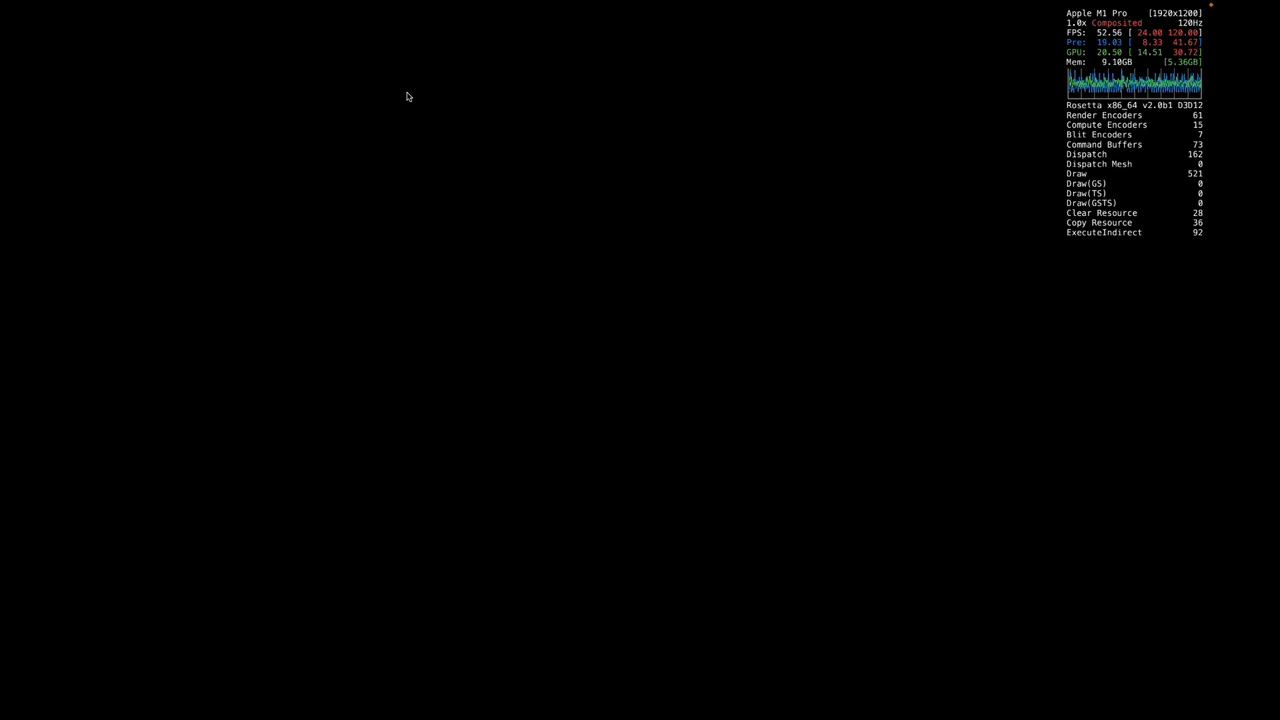 Apple M1 Pro [1920x1200]
1.0x Composited 120Hz
FPS: 52.56 [ 24.00 120.00]
Pre: 19.03 [ 8.33 41.67]
GPU: 20.50 [ 14.51 30.72]
Mem: 9.10GB [5.36GB]
Rosetta x86_64 v2.0b1 D3D12
Render Encoders 61
Compute Encoders 15
Blit Encoders 7
Command Buffers 73
Dispatch 162
Dispatch Mesh 0
Draw 521
Draw(GS) 0
Draw(TS) 0
Draw(GSTS) 0
Clear Resource 28
Copy Resource 36
ExecuteIndirect 92